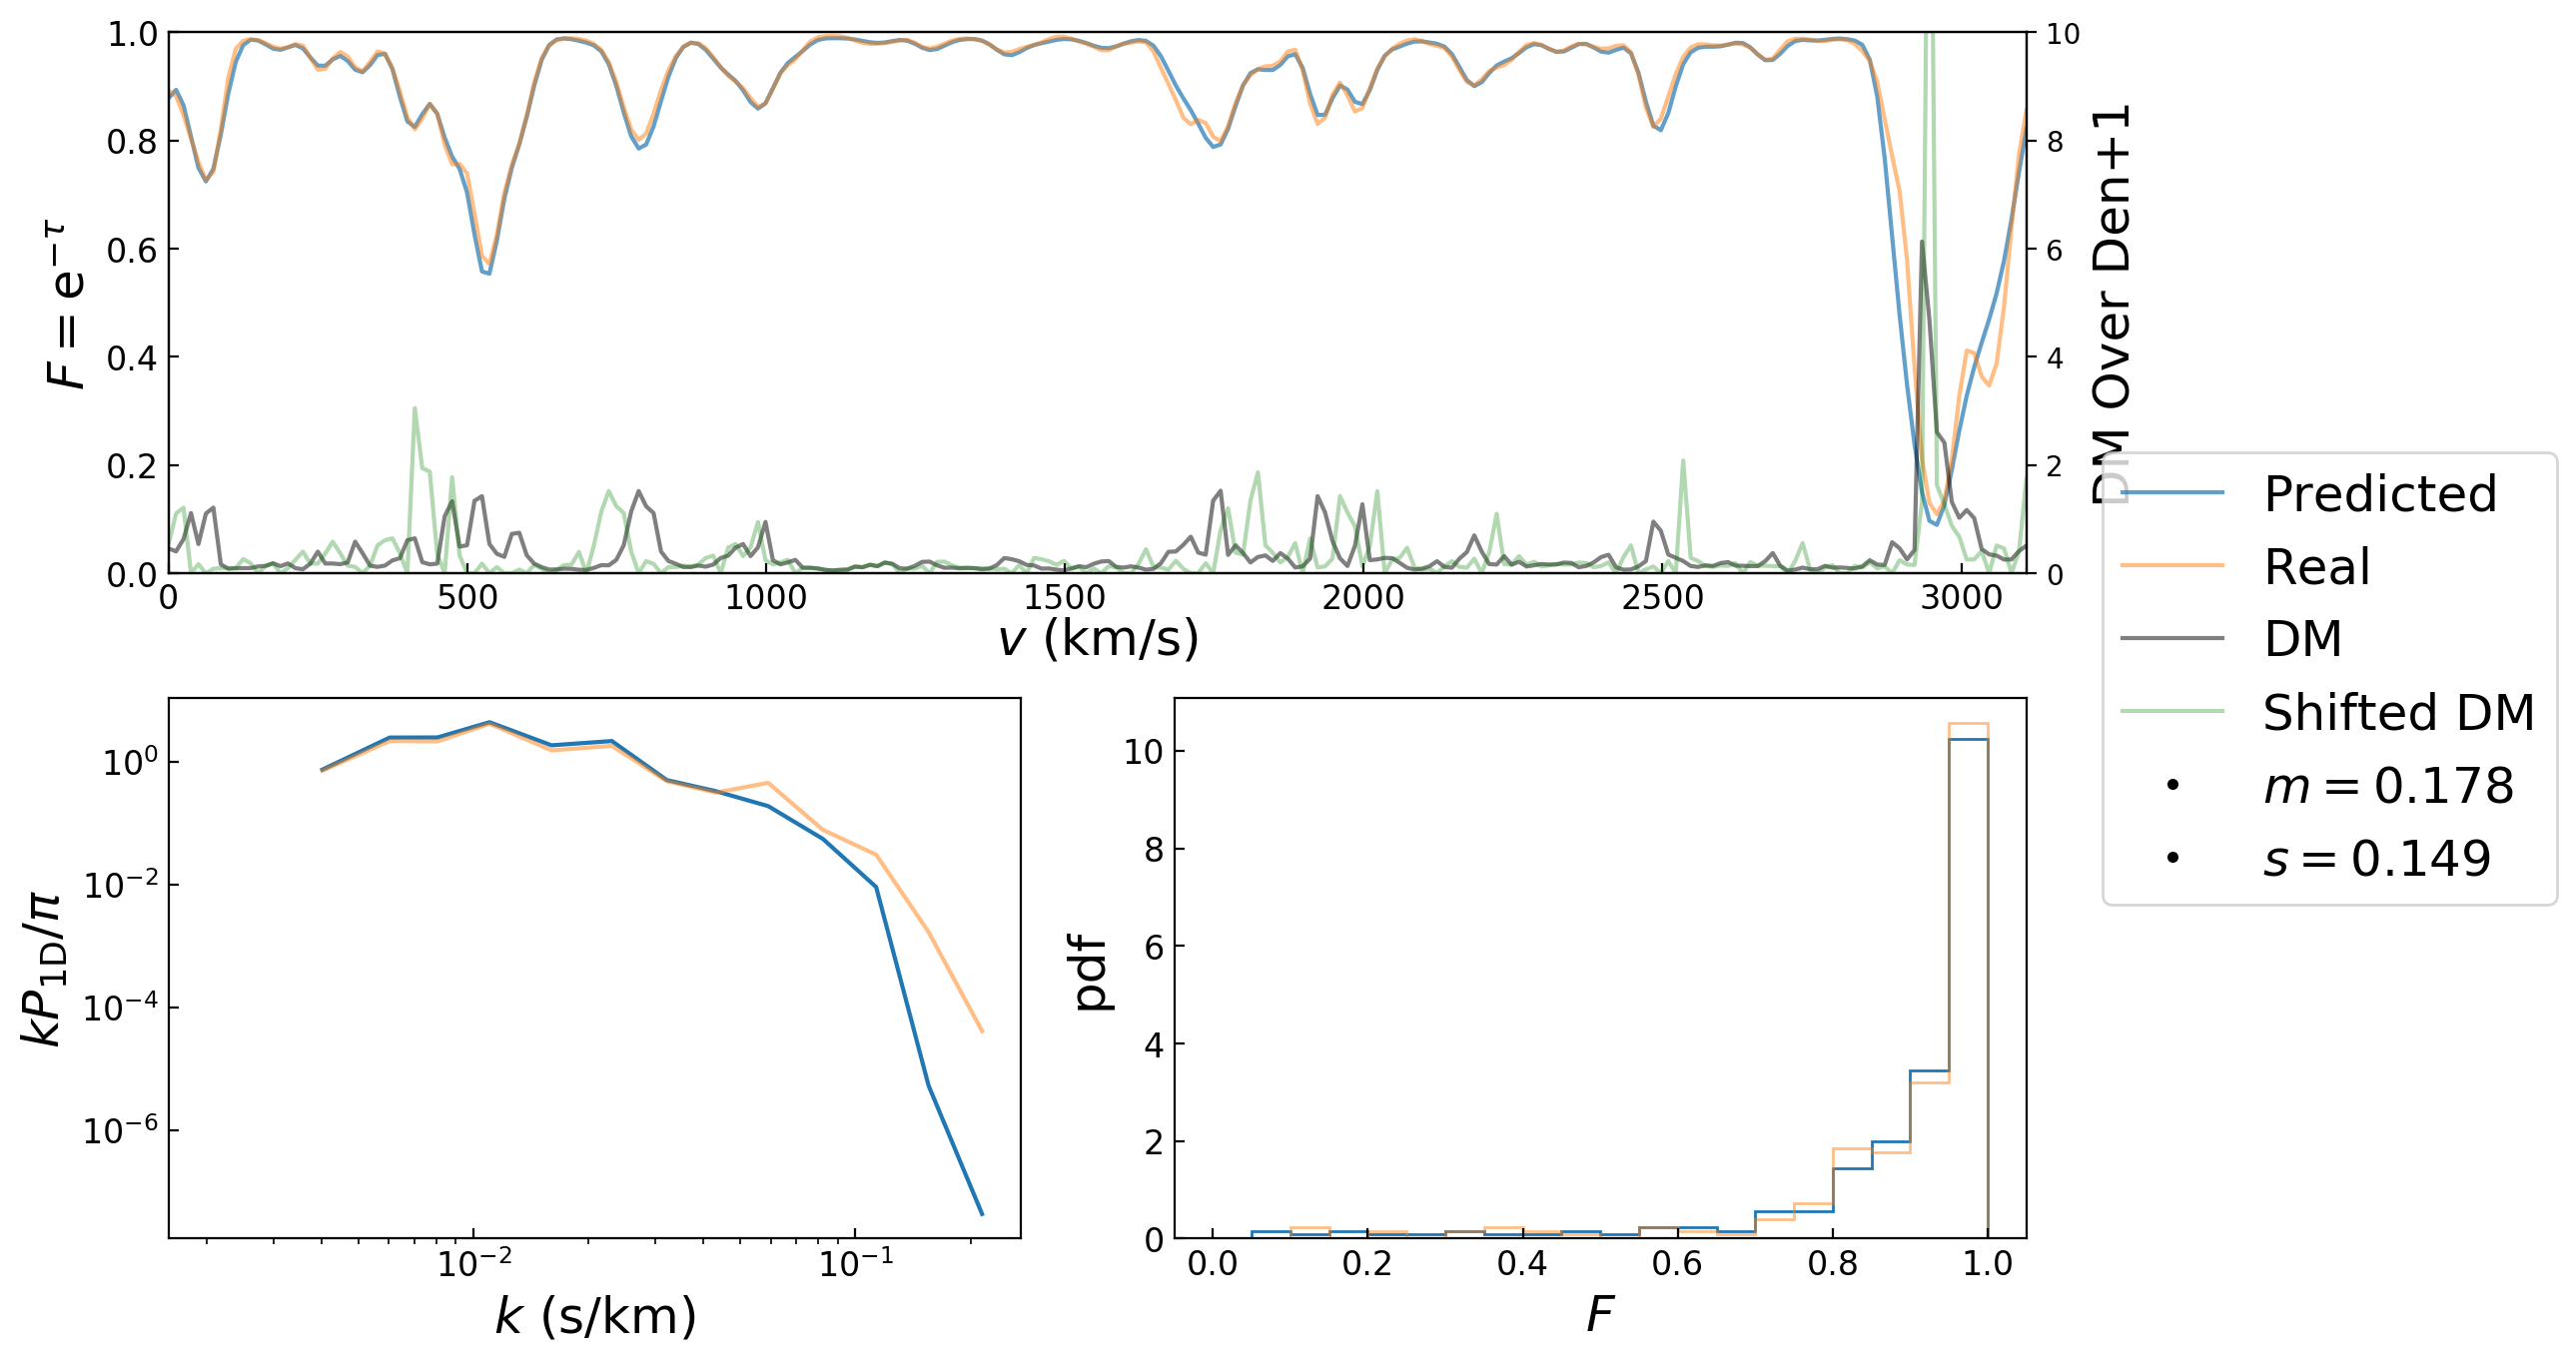 1.0
0.8
0.6
0.4
0.2
0.0
F = e^{−τ}
10
8
6
4
2
0
DM Over Den+1
0 500 1000 1500 2000 2500 3000
v (km/s)
Predicted
Real
DM
Shifted DM
m = 0.178
s = 0.149
10^0
10^{−2}
10^{−4}
10^{−6}
kP_{1D}/π
10^{−2} 10^{−1}
k (s/km)
10
8
6
4
2
0
pdf
0.0 0.2 0.4 0.6 0.8 1.0
F